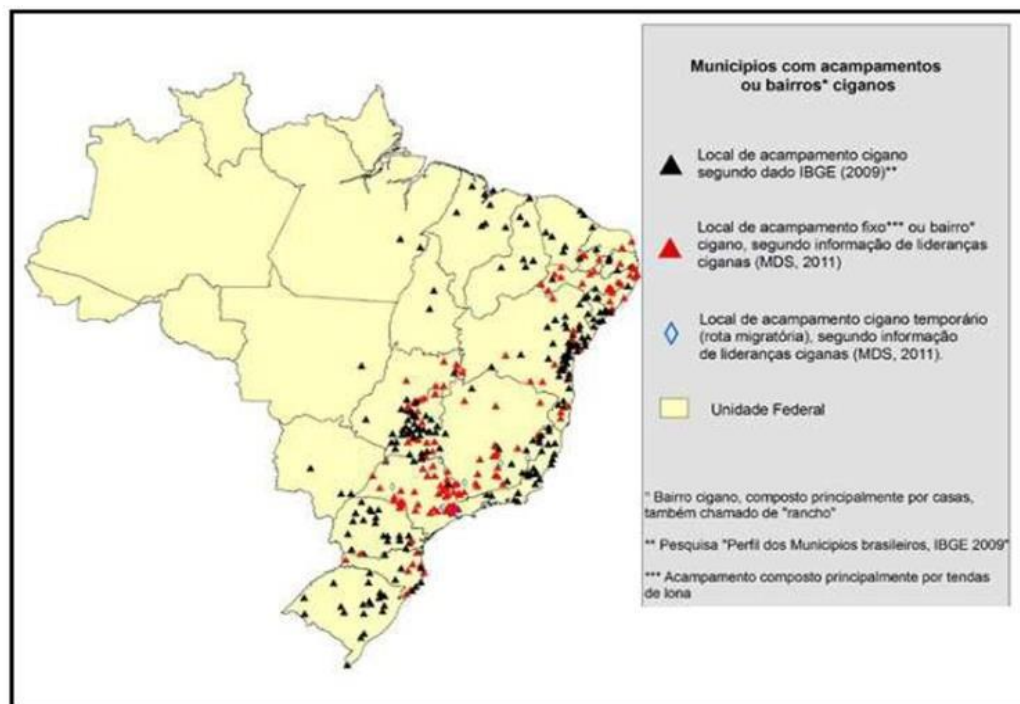 Municípios com acampamentos
ou bairros* ciganos
Local de acampamento cigano
segundo dado IBGE (2009)**
Local de acampamento fixo*** ou bairro*
cigano, segundo informação de lideranças
ciganas (MDS, 2011)
Local de acampamento cigano temporário
(rota migratória), segundo informação
de lideranças ciganas (MDS, 2011).
Unidade Federal
* Bairro cigano, composto principalmente por casas,
também chamado de "rancho"
** Pesquisa "Perfil dos Municipios brasileiros, IBGE 2009"
*** Acampamento composto principalmente por tendas
de lona